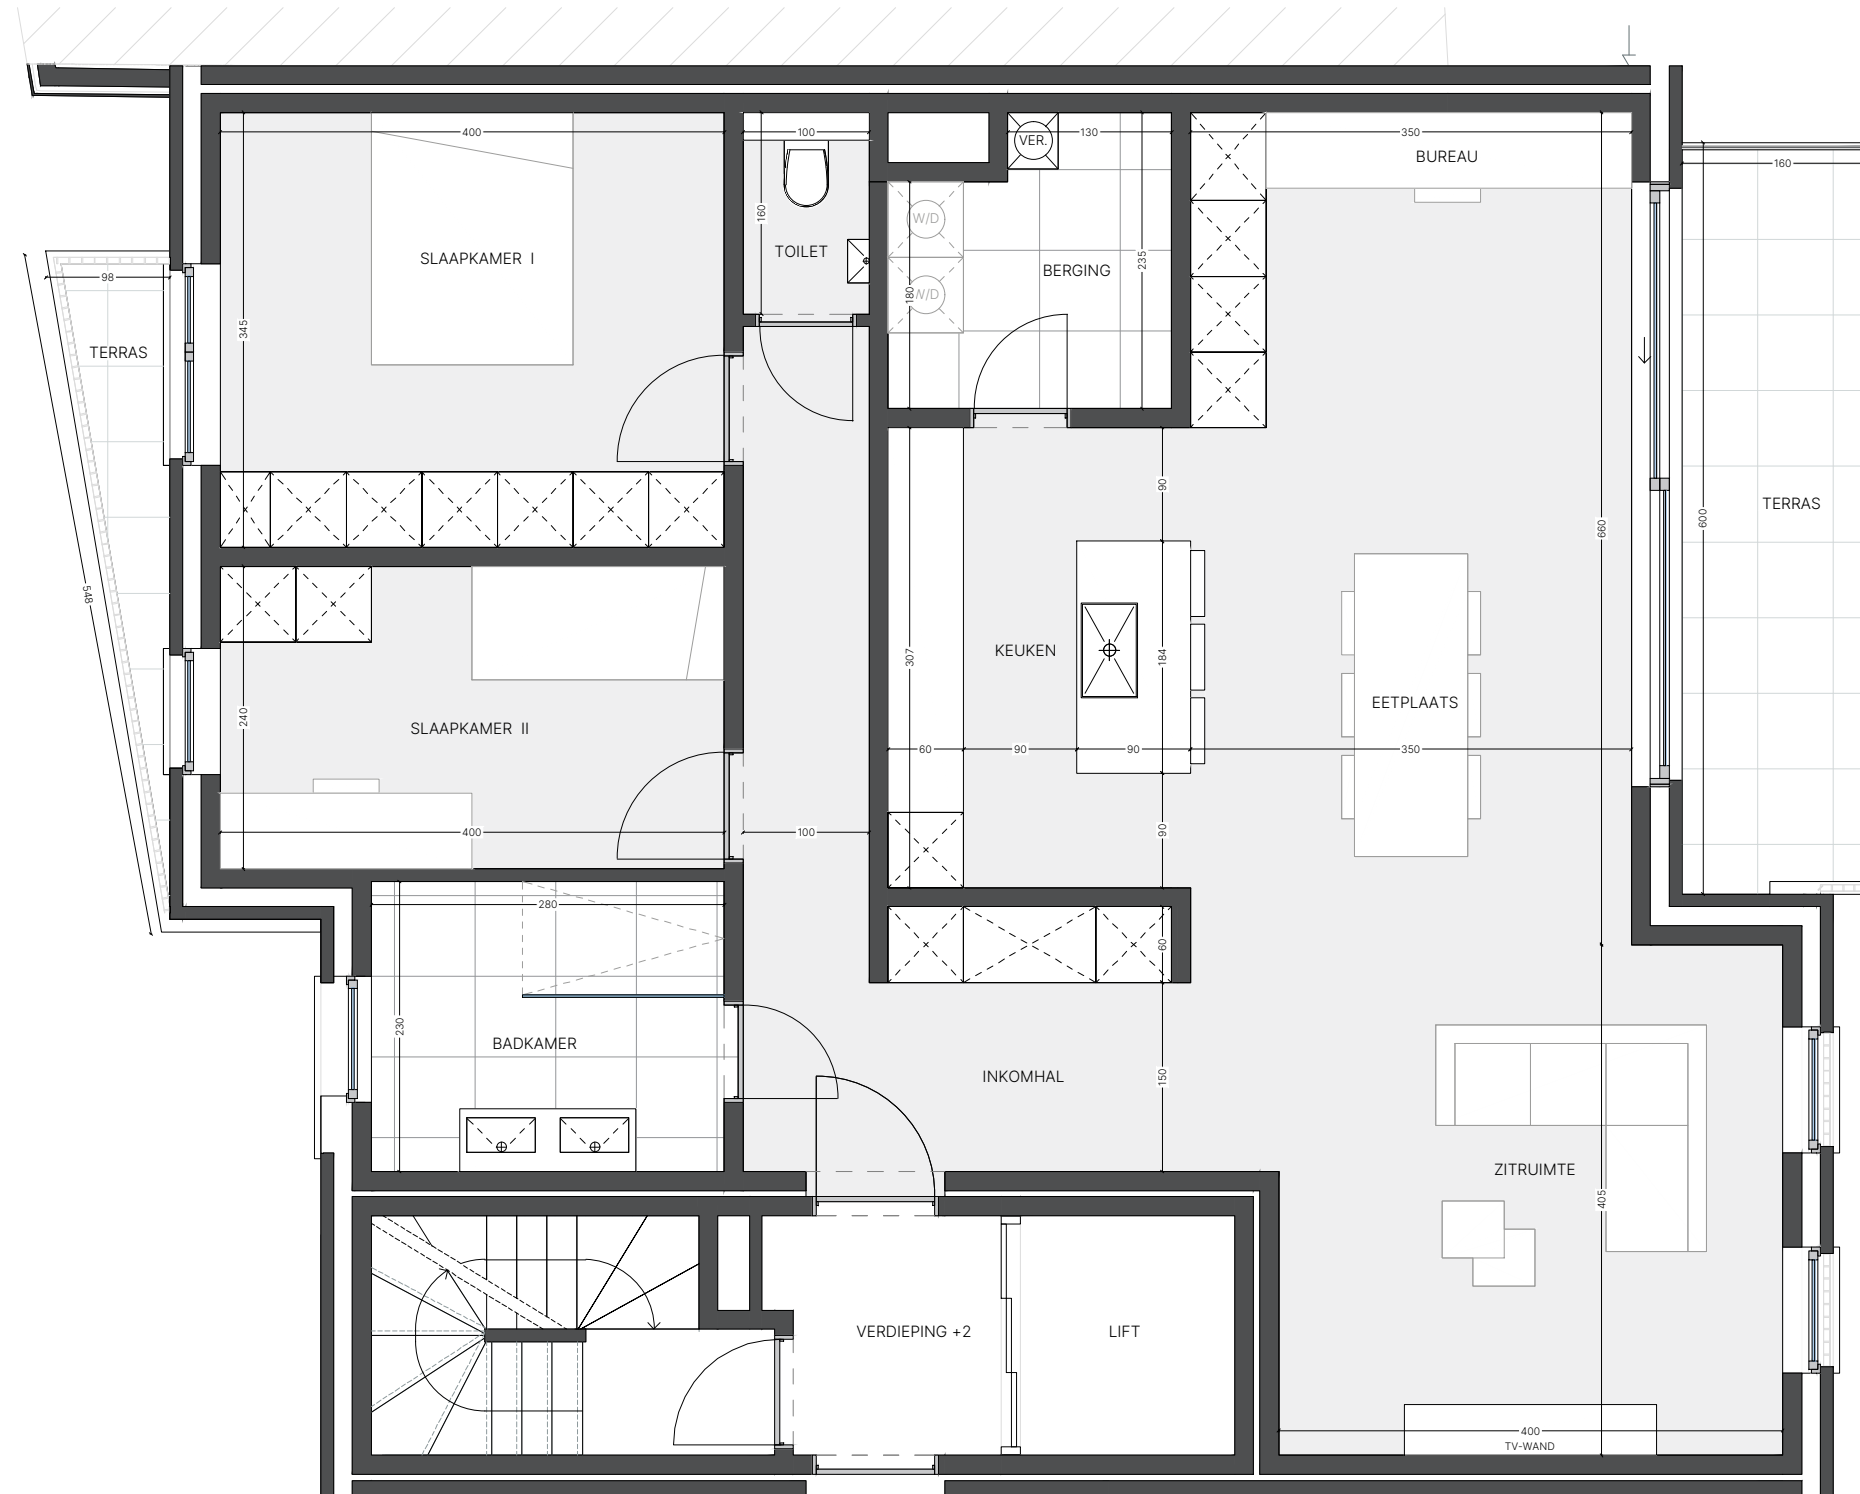 400
100
VER.
130
350
BUREAU
160
160
W/D
SLAAPKAMER I
TOILET
BERGING
235
98
180
W/D
345
TERRAS
90
TERRAS
600
660
548
KEUKEN
307
184
EETPLAATS
240
SLAAPKAMER II
60
90
90
350
400
100
90
280
60
230
BADKAMER
INKOMHAL
150
ZITRUIMTE
405
VERDIEPING +2
LIFT
400
TV-WAND